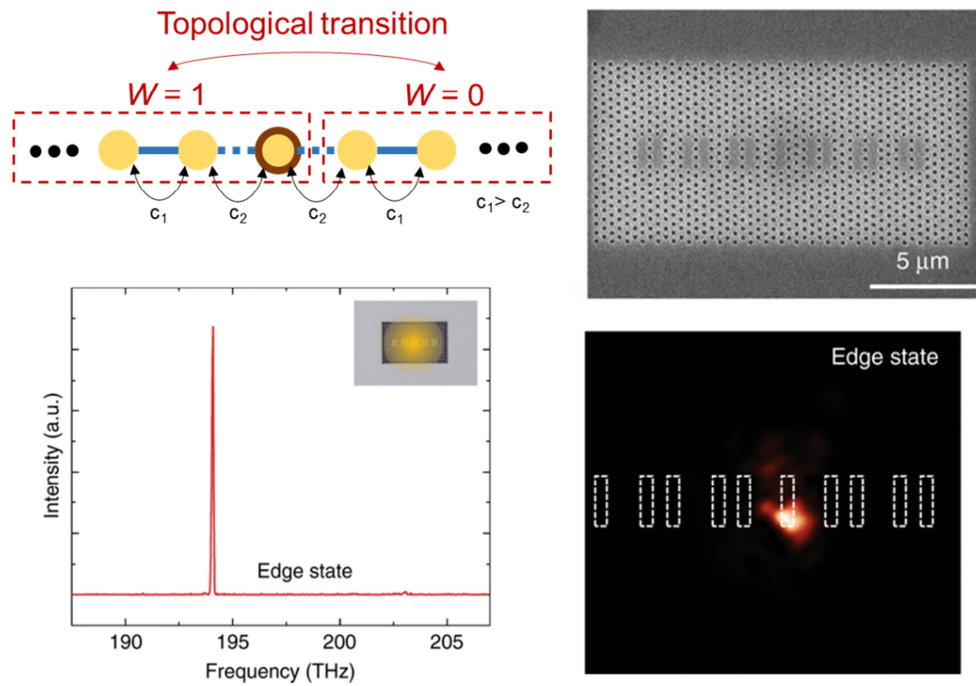 Topological transition
W = 1
W = 0
c₁
c₂
c₂
c₁
c₁> c₂
5 μm
Intensity (a.u.)
Edge state
190
195
200
205
Frequency (THz)
Edge state